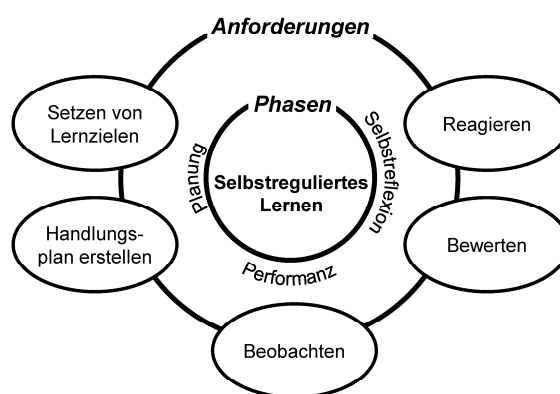 Anforderungen
Setzen von
Lernzielen
Phasen
Reagieren
Planung
Selbstreflexion
Selbstreguliertes
Lernen
Handlungs-
plan erstellen
Bewerten
Performanz
Beobachten